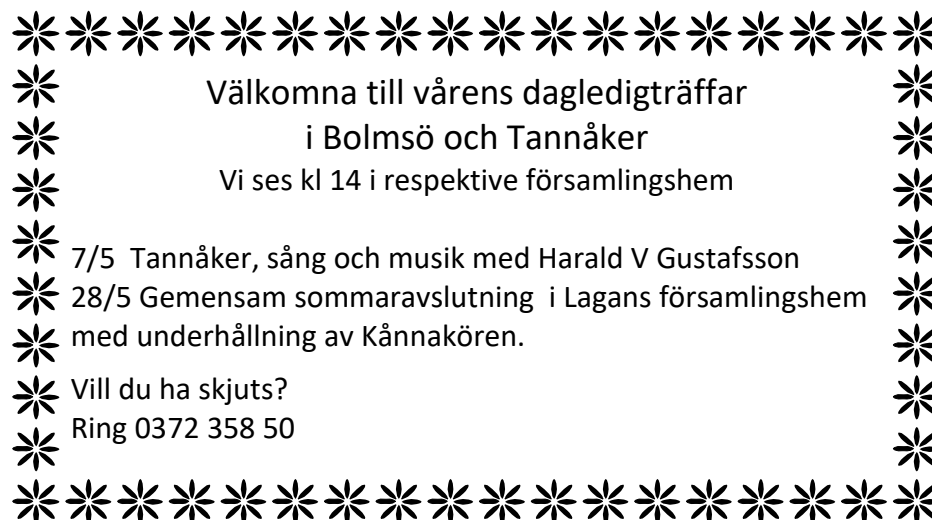 Välkomna till vårens dagledigträffar
i Bolmsö och Tannåker
Vi ses kl 14 i respektive församlingshem
7/5  Tannåker, sång och musik med Harald V Gustafsson
28/5 Gemensam sommaravslutning  i Lagans församlingshem
med underhållning av Kånnakören.
Vill du ha skjuts?
Ring 0372 358 50